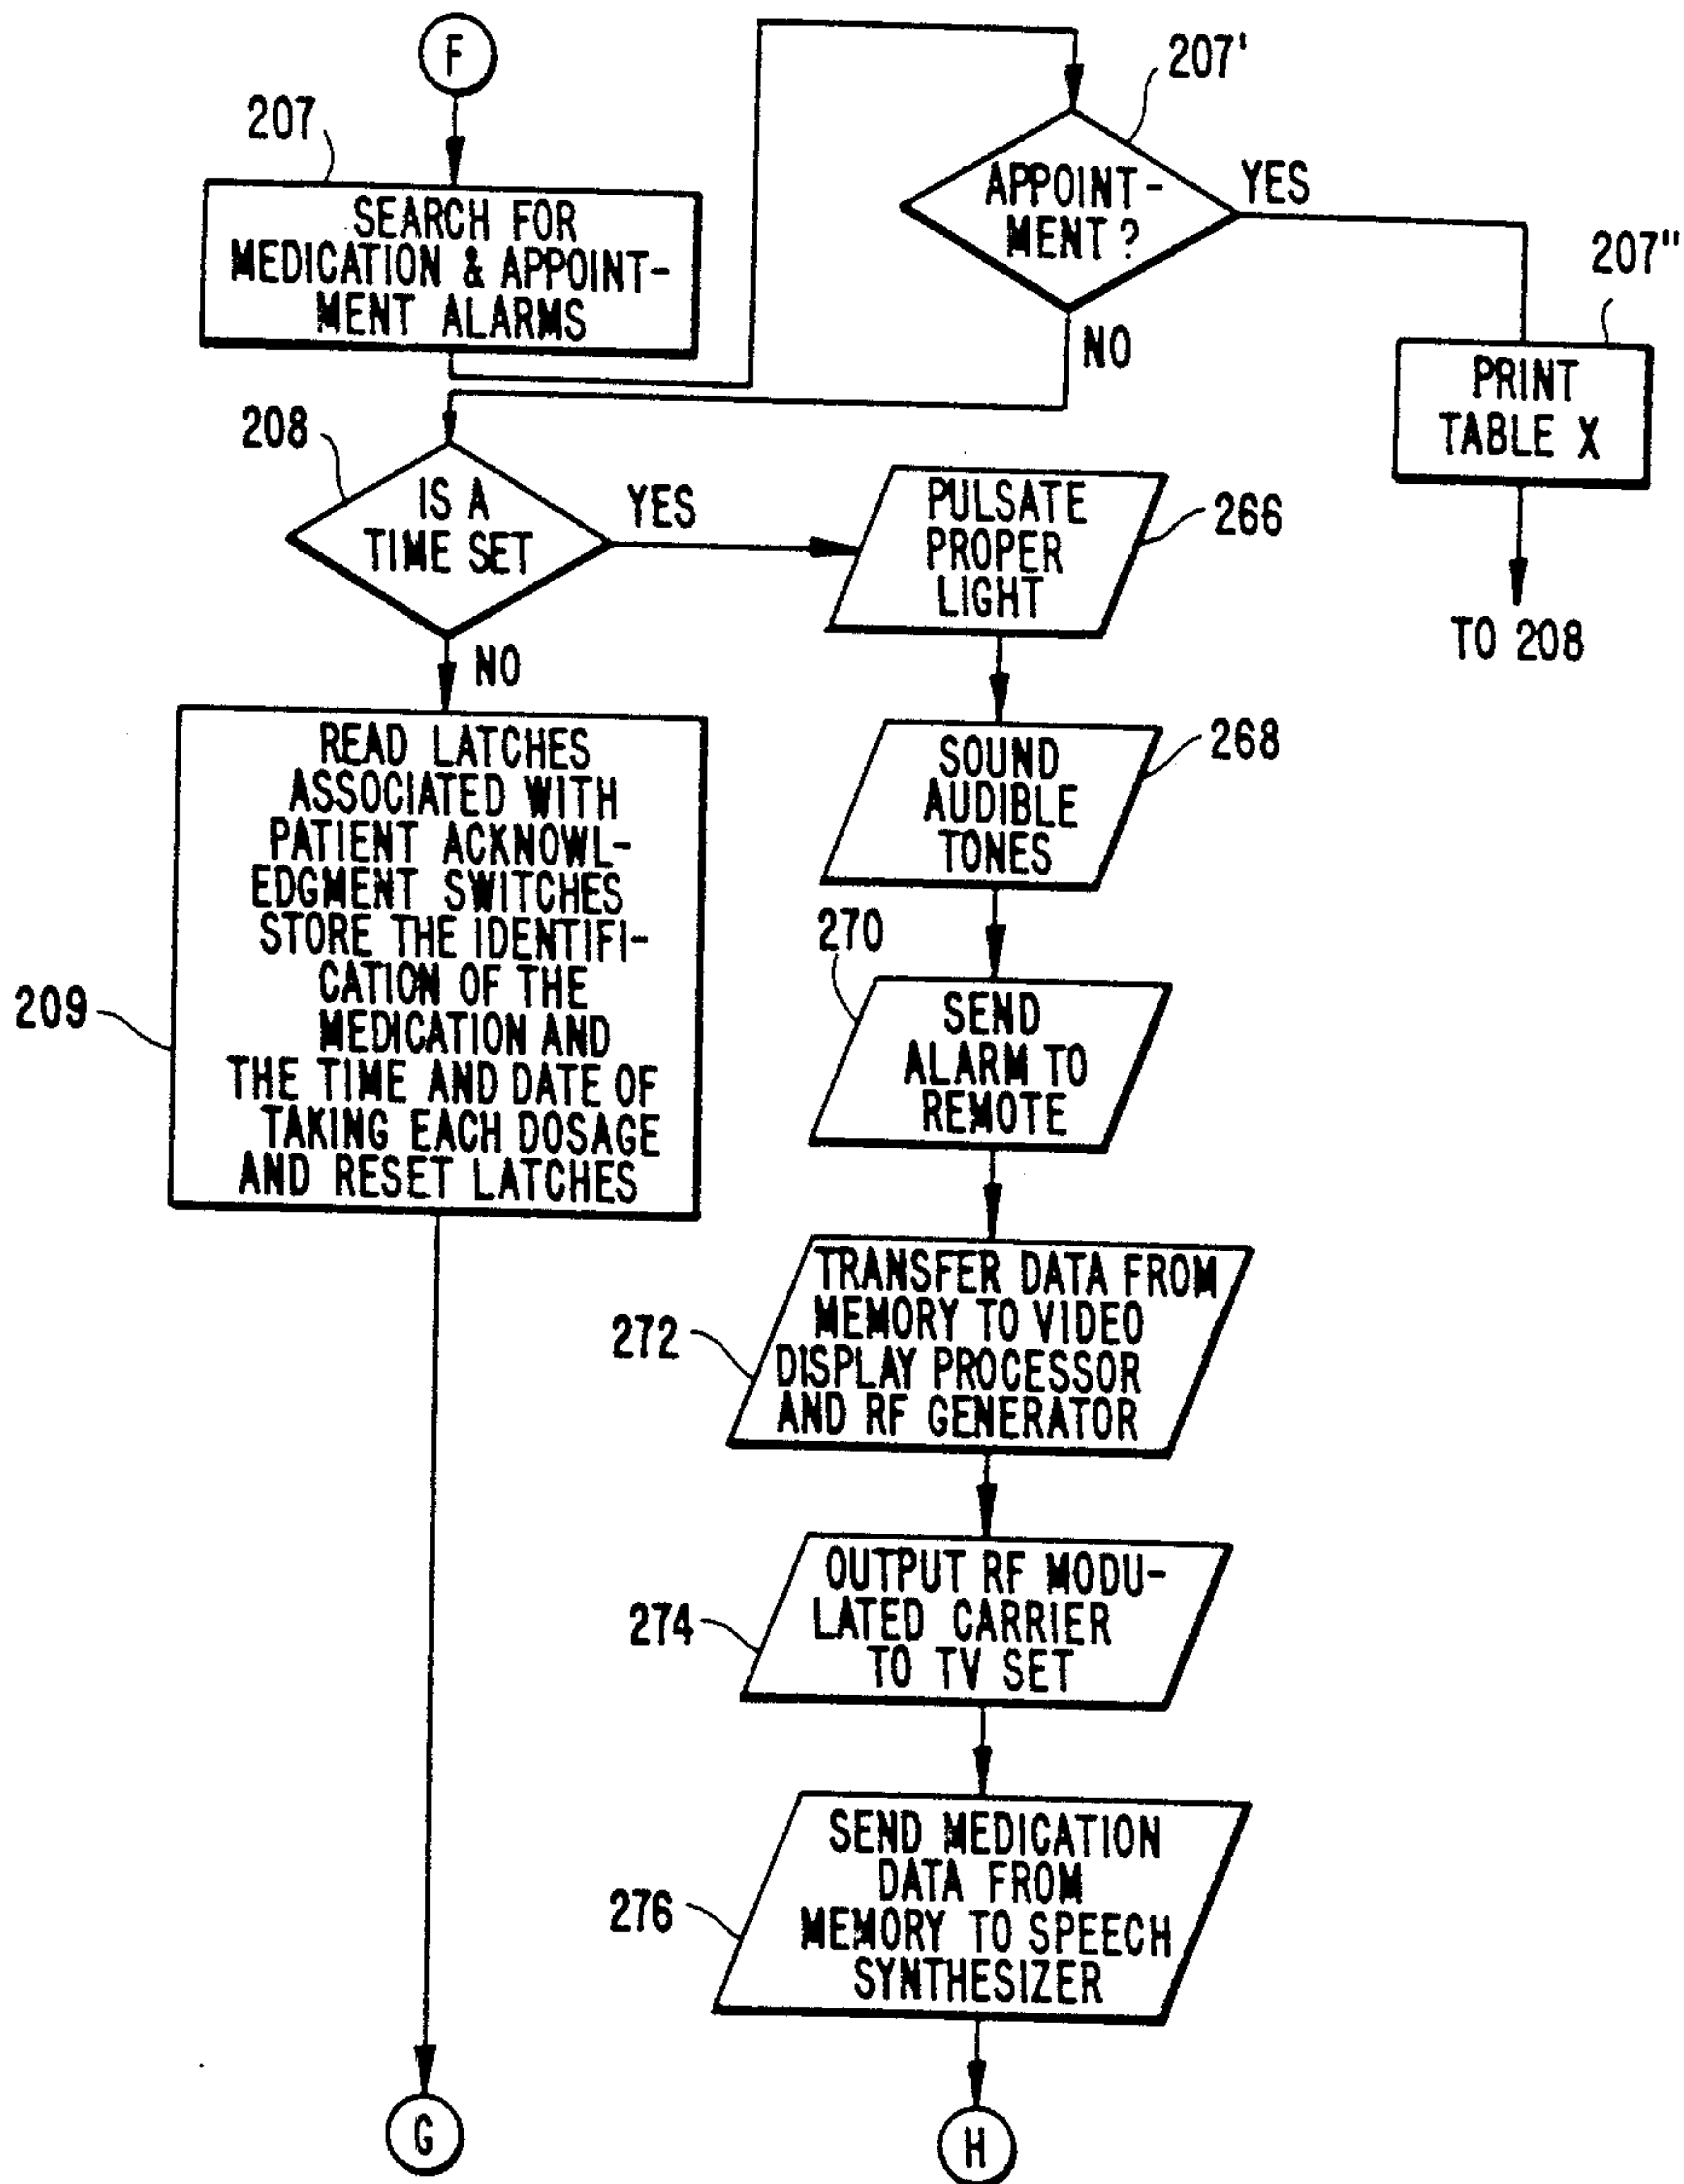 F
207
SEARCH FOR
MEDICATION & APPOINT-
MENT ALARMS
207'
APPOINT-
MENT?
YES
NO
207"
PRINT
TABLE X
TO 208
208
IS A
TIME SET
YES
NO
266
PULSATE
PROPER
LIGHT
268
SOUND
AUDIBLE
TONES
209
READ LATCHES
ASSOCIATED WITH
PATIENT ACKNOWL-
EDGMENT SWITCHES
STORE THE IDENTIFI-
CATION OF THE
MEDICATION AND
THE TIME AND DATE OF
TAKING EACH DOSAGE
AND RESET LATCHES
270
SEND
ALARM TO
REMOTE
272
TRANSFER DATA FROM
MEMORY TO VIDEO
DISPLAY PROCESSOR
AND RF GENERATOR
274
OUTPUT RF MODU-
LATED CARRIER
TO TV SET
276
SEND MEDICATION
DATA FROM
MEMORY TO SPEECH
SYNTHESIZER
G
H